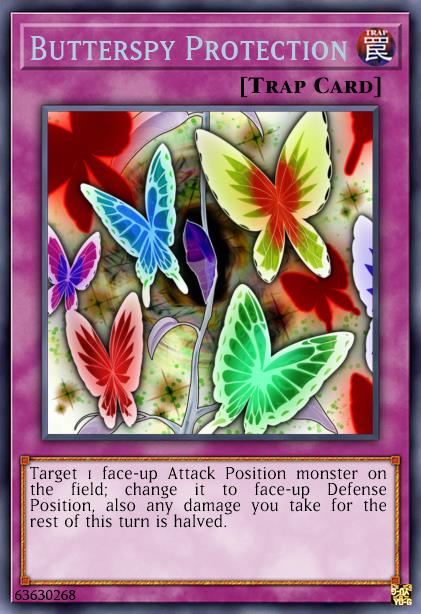 Butterspy Protection
TRAP
罠
[Trap Card]
Target 1 face-up Attack Position monster on
the field; change it to face-up Defense
Position, also any damage you take for the
rest of this turn is halved.
63630268